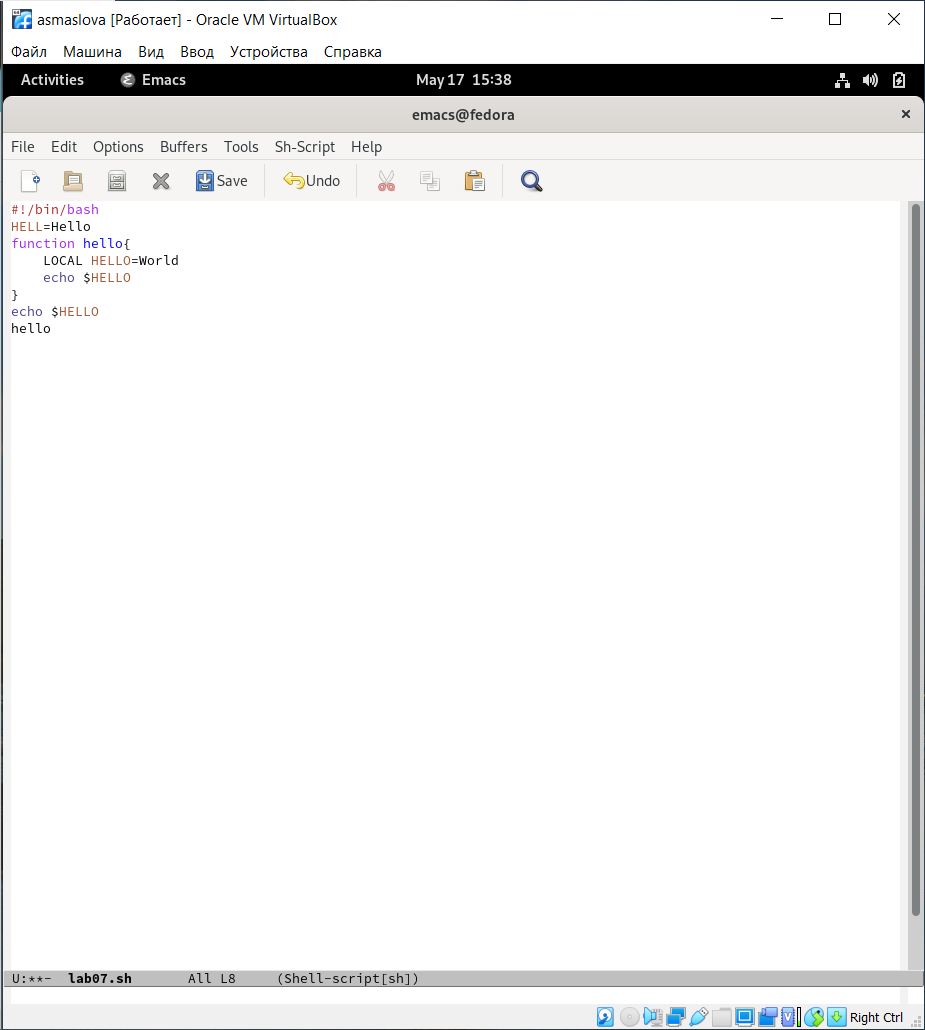 asmaslova [Работает] - Oracle VM VirtualBox
Файл Машина Вид Ввод Устройства Справка
Activities Emacs May 17 15:38
emacs@fedora
File Edit Options Buffers Tools Sh-Script Help
Save Undo
#!/bin/bash
HELL=Hello
function hello{
    LOCAL HELLO=World
    echo $HELLO
}
echo $HELLO
hello
U:**- lab07.sh All L8 (Shell-script[sh])
Right Ctrl